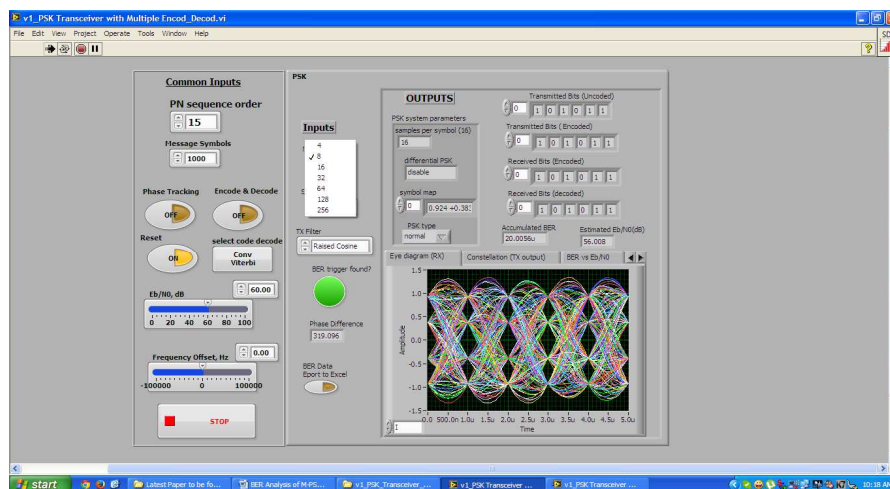 v1_PSK Transceiver with Multiple Encod_Decod.vi
File Edit View Project Operate Tools Window Help
SD
Common Inputs
PN sequence order
15
Message Symbols
1000
Phase Tracking
Encode & Decode
OFF
OFF
Reset
select code decode
ON
Conv
Viterbi
Eb/N0, dB
60.00
0 20 40 60 80 100
Frequency Offset, Hz
0.00
-100000 0 100000
STOP
PSK
Inputs
4
8
16
32
64
128
256
TX Filter
Raised Cosine
BER trigger found?
Phase Difference
319.096
BER Data
Eport to Excel
OUTPUTS
PSK system parameters
samples per symbol (16)
16
differential PSK
disable
symbol map
0
0.924 +0.38
PSK type
normal
Transmitted Bits (Uncoded)
0 1 0 1 0 1 1
Transmitted Bits ( Encoded)
0 1 0 1 0 1 1
Received Bits (Encoded)
0 1 0 1 0 1 1
Received Bits (decoded)
0 1 0 1 0 1 1
Accumulated BER
20.0056u
Estimated Eb/N0(dB)
56.008
Eye diagram (RX)
Constellation (TX output)
BER vs Eb/N0
1.5
1.0
0.5
0.0
-0.5
-1.0
-1.5
Amplitude
0.0 500.0n 1.0u 1.5u 2.0u 2.5u 3.0u 3.5u 4.0u 4.5u 5.0u
Time
1
start
Latest Paper to be fo...
BER Analysis of M-PS...
v1_PSK_Transceiver_...
v1_PSK Transceiver ...
v1_PSK Transceiver ...
10:18 AM